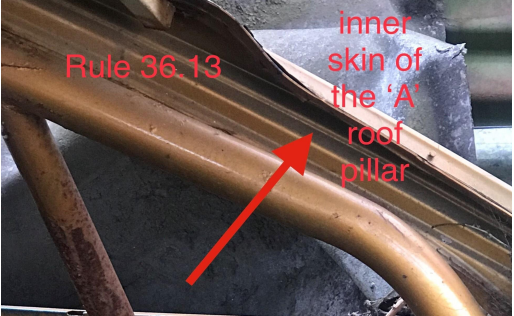 Rule 36.13
inner
skin of
the ‘A’
roof
pillar